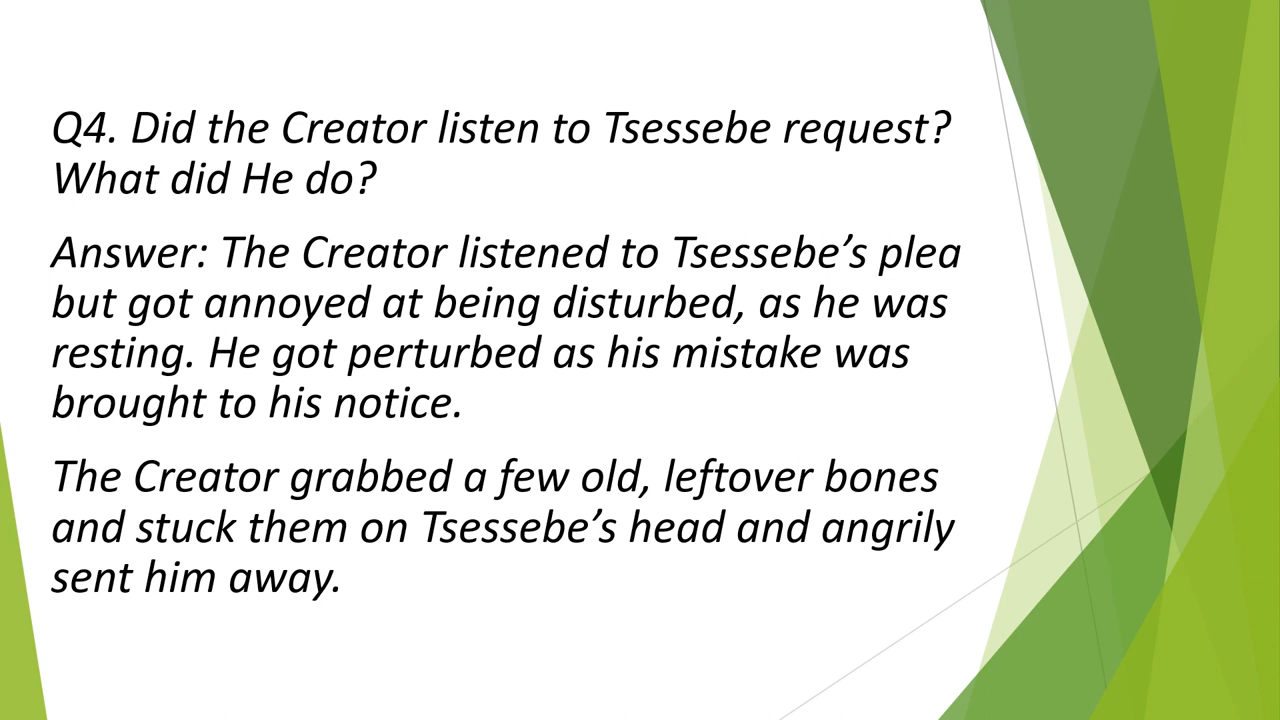 Q4. Did the Creator listen to Tsessebe request?
What did He do?
Answer: The Creator listened to Tsessebe’s plea
but got annoyed at being disturbed, as he was
resting. He got perturbed as his mistake was
brought to his notice.
The Creator grabbed a few old, leftover bones
and stuck them on Tsessebe’s head and angrily
sent him away.